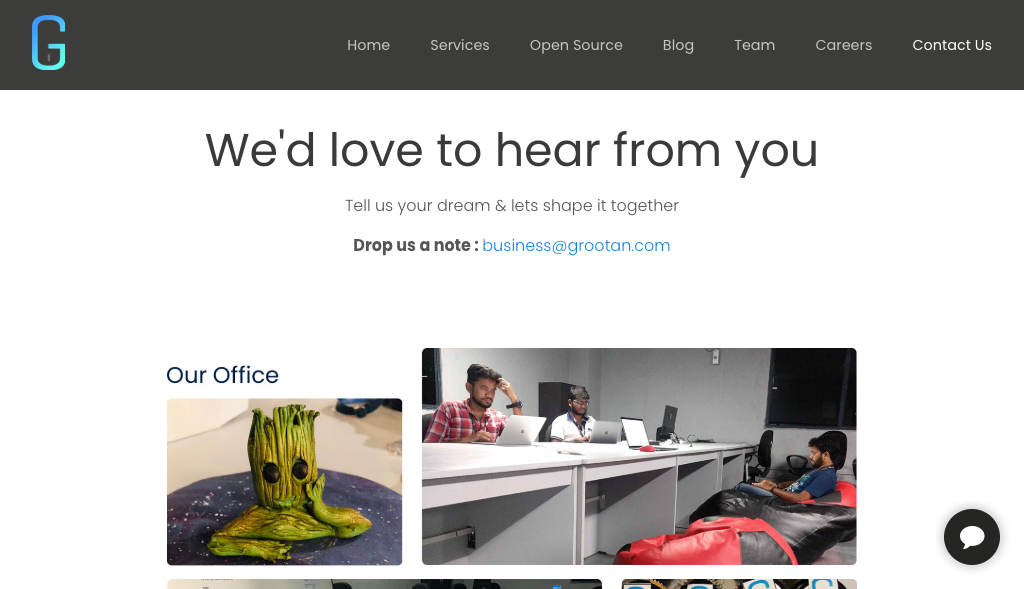 Home Services Open Source Blog Team Careers Contact Us
We'd love to hear from you
Tell us your dream & lets shape it together
Drop us a note : business@grootan.com
Our Office